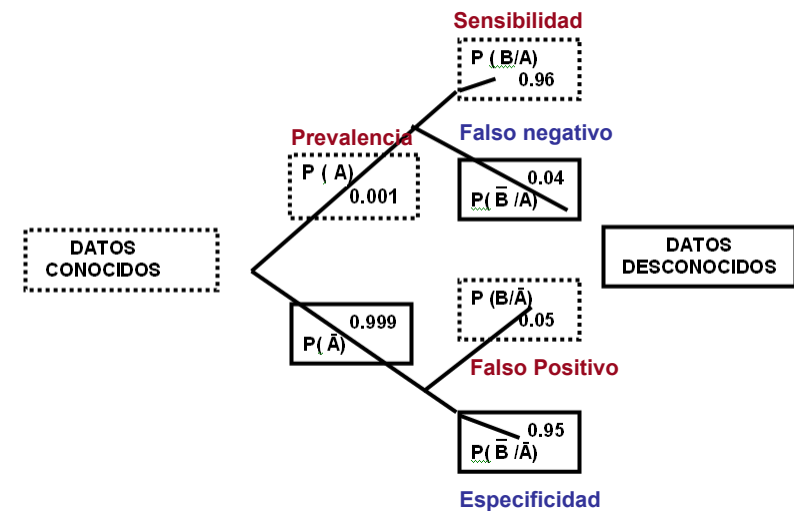 Sensibilidad
P ( B/A)
0.96
Prevalencia
Falso negativo
P ( A)
0.001
0.04
P( B̅ /A)
DATOS
CONOCIDOS
DATOS
DESCONOCIDOS
P (B/Ā)
0.05
0.999
P( Ā)
Falso Positivo
0.95
P( B̅ /Ā)
Especificidad